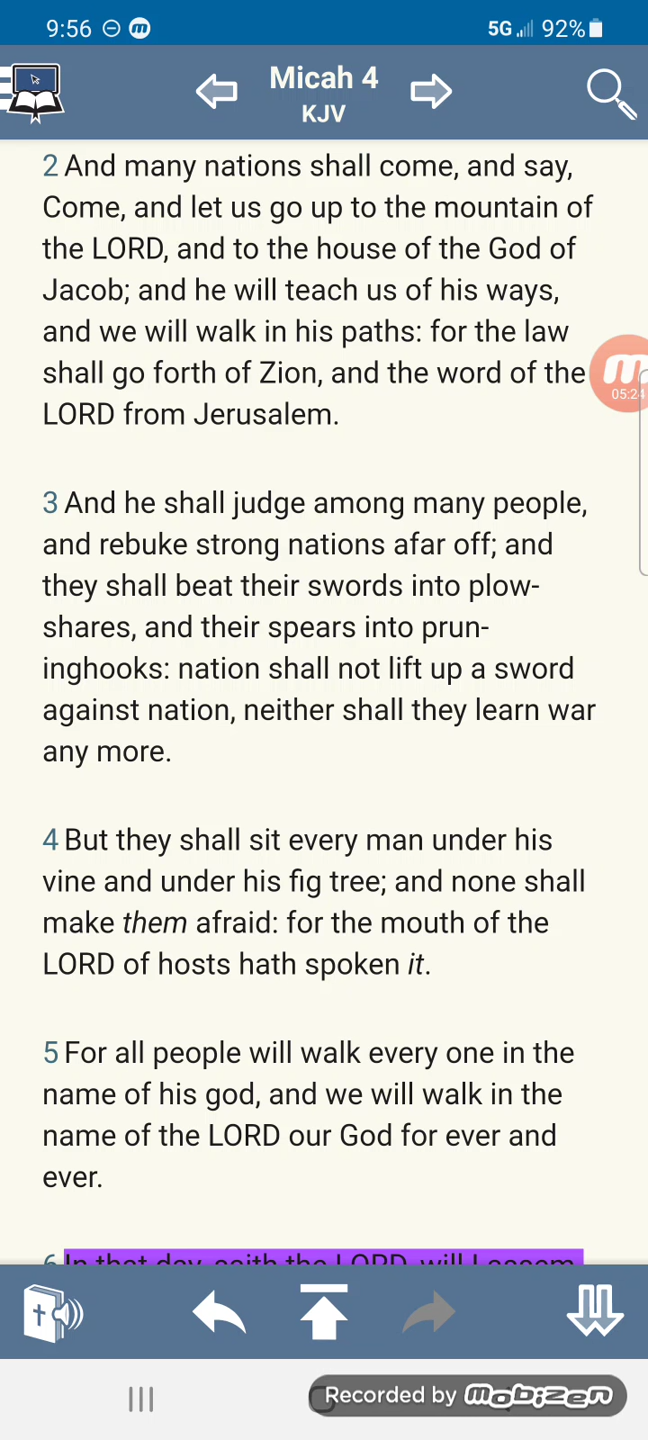 9:56
5G 92%
Micah 4
KJV
2 And many nations shall come, and say,
Come, and let us go up to the mountain of
the LORD, and to the house of the God of
Jacob; and he will teach us of his ways,
and we will walk in his paths: for the law
shall go forth of Zion, and the word of the
LORD from Jerusalem.
05:24
3 And he shall judge among many people,
and rebuke strong nations afar off; and
they shall beat their swords into plow-
shares, and their spears into prun-
inghooks: nation shall not lift up a sword
against nation, neither shall they learn war
any more.
4 But they shall sit every man under his
vine and under his fig tree; and none shall
make them afraid: for the mouth of the
LORD of hosts hath spoken it.
5 For all people will walk every one in the
name of his god, and we will walk in the
name of the LORD our God for ever and
ever.
6 In that day, saith the LORD, will I assem-
Recorded by mobizen